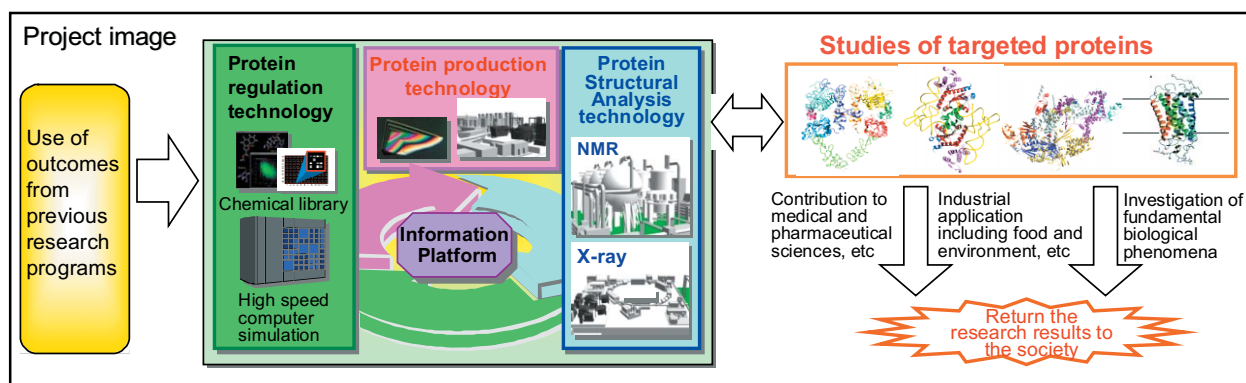 Project image
Use of
outcomes
from
previous
research
programs
Protein
regulation
technology
Chemical library
High speed
computer
simulation
Protein production
technology
Information
Platform
Protein
Structural
Analysis
technology
NMR
X-ray
Studies of targeted proteins
Contribution to
medical and
pharmaceutical
sciences, etc
Industrial
application
including food and
environment, etc
Investigation of
fundamental
biological
phenomena
Return the
research results to
the society